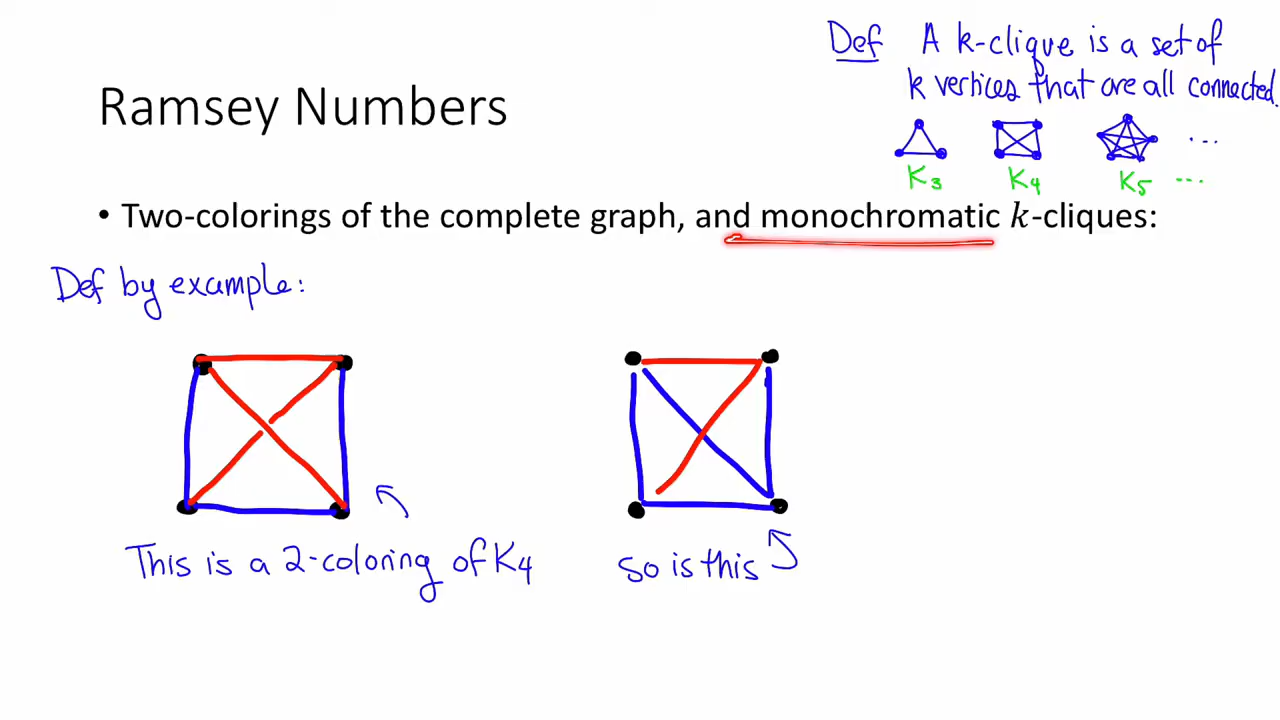 Def A k-clique is a set of
k vertices that are all connected.
K3 K4 K5 ...
Ramsey Numbers
• Two-colorings of the complete graph, and monochromatic k-cliques:
Def by example:
This is a 2-coloring of K4
so is this